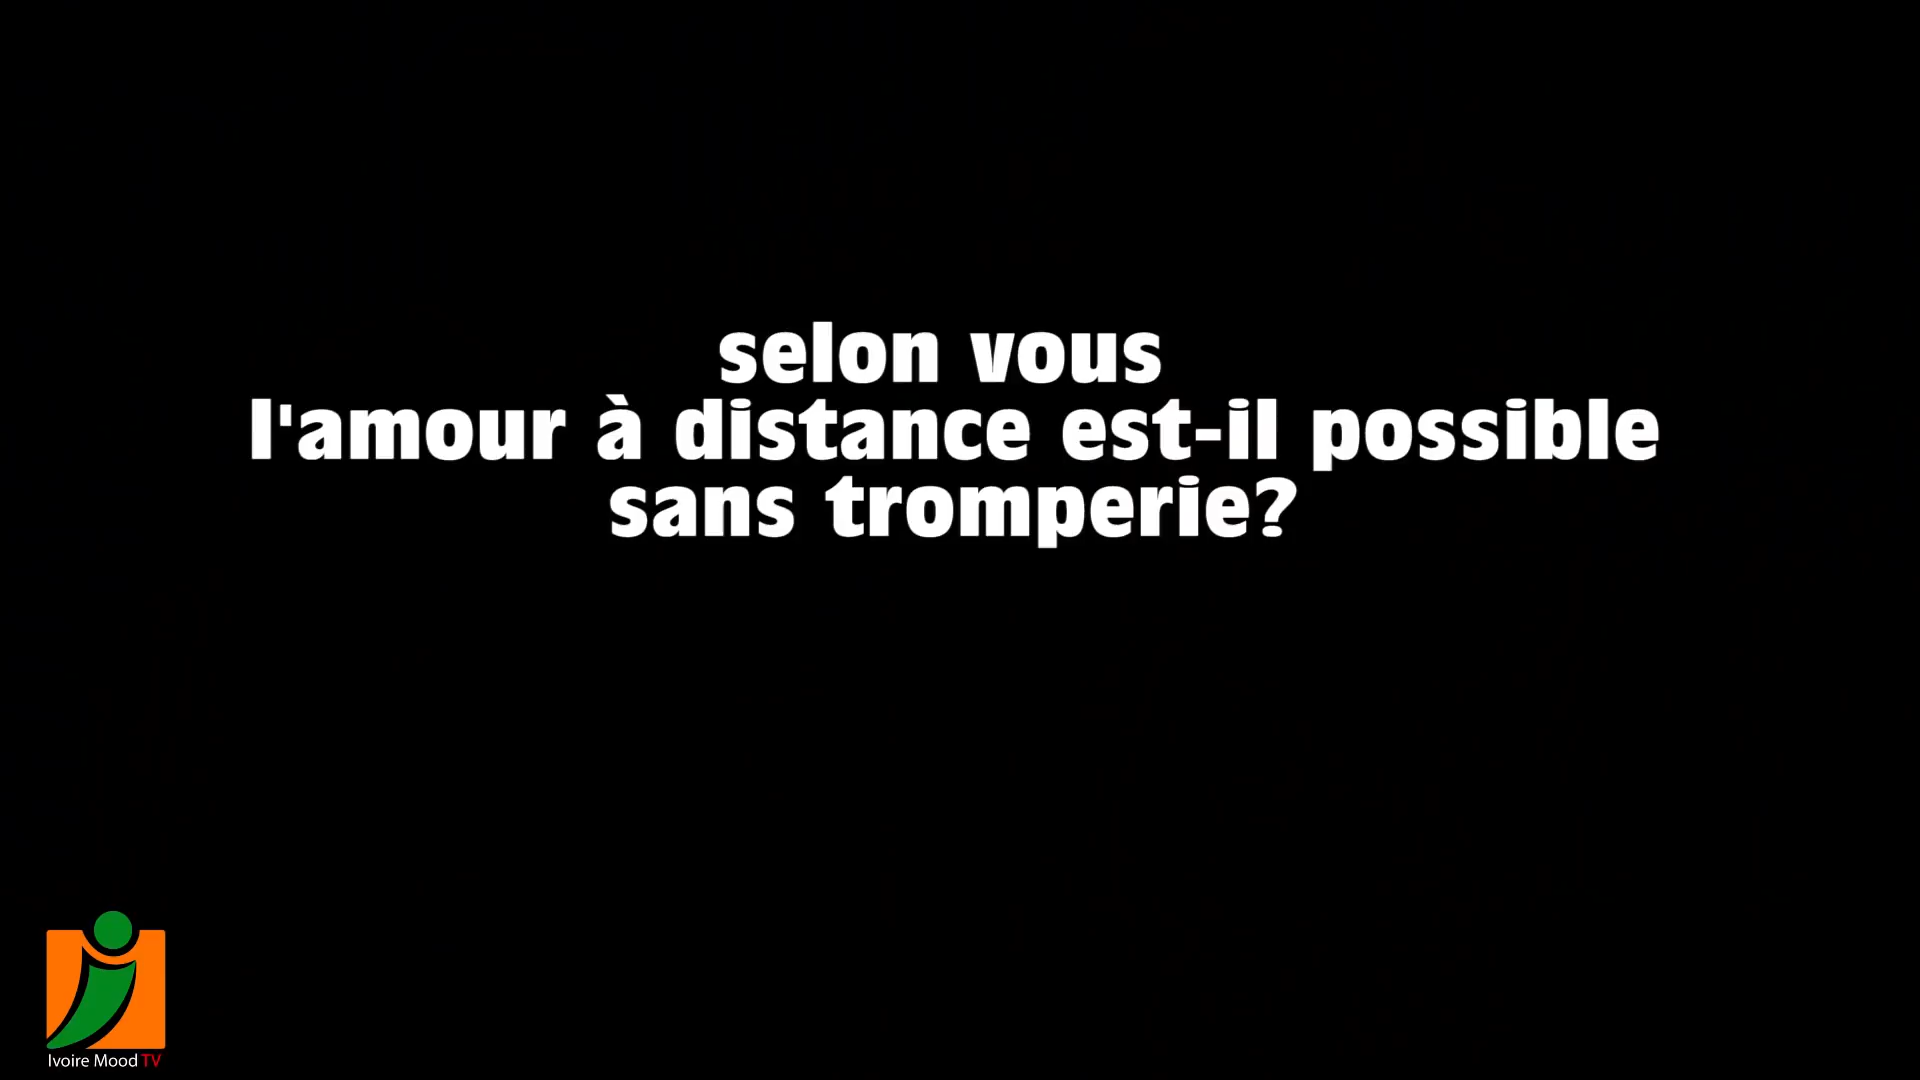 selon vous
l'amour à distance est-il possible
sans tromperie?
Ivoire Mood TV